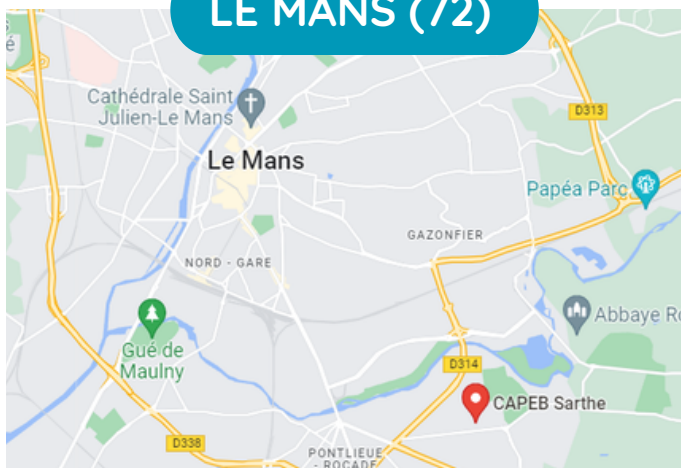 LE MANS (72)
Cathédrale Saint
Julien-Le Mans
D313
Le Mans
Papéa Parc
GAZONFIER
NORD - GARE
Abbaye
Gué de
Maulny
D314
CAPEB Sarthe
D338
PONTLIEUE
- ROCADE